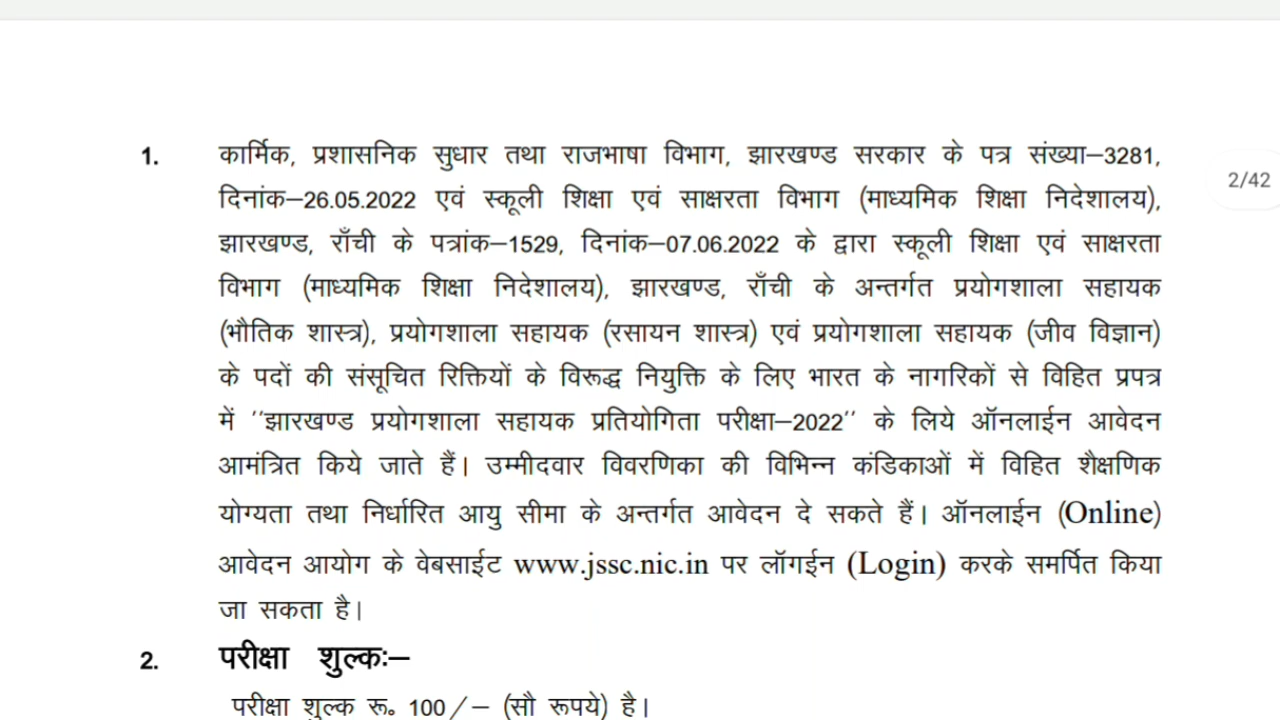 1. कार्मिक, प्रशासनिक सुधार तथा राजभाषा विभाग, झारखण्ड सरकार के पत्र संख्या–3281,
2/42
दिनांक–26.05.2022 एवं स्कूली शिक्षा एवं साक्षरता विभाग (माध्यमिक शिक्षा निदेशालय),
झारखण्ड, राँची के पत्रांक–1529, दिनांक–07.06.2022 के द्वारा स्कूली शिक्षा एवं साक्षरता
विभाग (माध्यमिक शिक्षा निदेशालय), झारखण्ड, राँची के अन्तर्गत प्रयोगशाला सहायक
(भौतिक शास्त्र), प्रयोगशाला सहायक (रसायन शास्त्र) एवं प्रयोगशाला सहायक (जीव विज्ञान)
के पदों की संसूचित रिक्तियों के विरूद्ध नियुक्ति के लिए भारत के नागरिकों से विहित प्रपत्र
में ''झारखण्ड प्रयोगशाला सहायक प्रतियोगिता परीक्षा–2022'' के लिये ऑनलाईन आवेदन
आमंत्रित किये जाते हैं। उम्मीदवार विवरणिका की विभिन्न कंडिकाओं में विहित शैक्षणिक
योग्यता तथा निर्धारित आयु सीमा के अन्तर्गत आवेदन दे सकते हैं। ऑनलाईन (Online)
आवेदन आयोग के वेबसाईट www.jssc.nic.in पर लॉगईन (Login) करके समर्पित किया
जा सकता है।
2. परीक्षा शुल्कः–
परीक्षा शुल्क रू॰ 100/– (सौ रूपये) है।